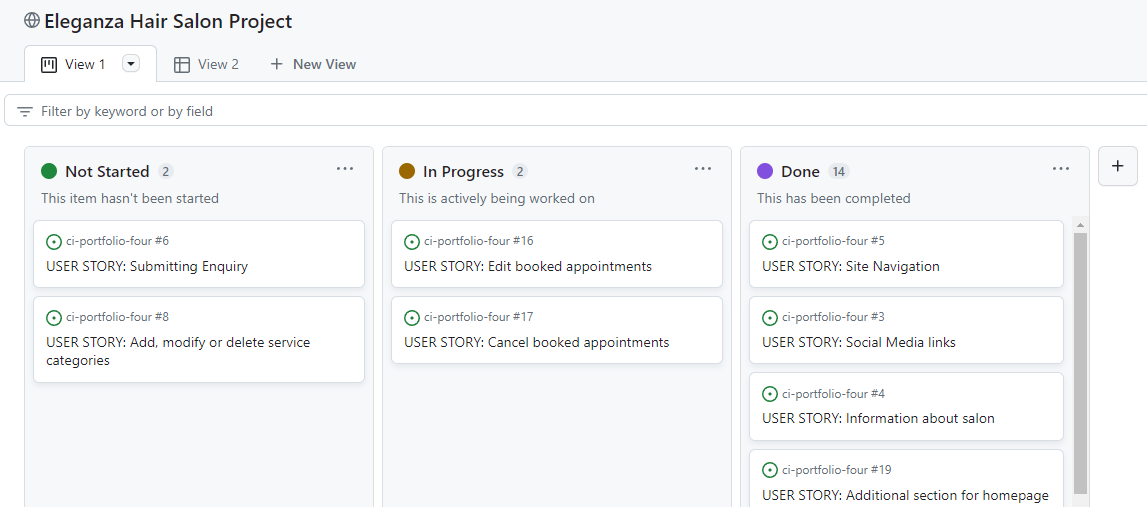 Eleganza Hair Salon Project
View 1
View 2
New View
Filter by keyword or by field
Not Started 2
This item hasn't been started
ci-portfolio-four #6
USER STORY: Submitting Enquiry
ci-portfolio-four #8
USER STORY: Add, modify or delete service
categories
In Progress 2
This is actively being worked on
ci-portfolio-four #16
USER STORY: Edit booked appointments
ci-portfolio-four #17
USER STORY: Cancel booked appointments
Done 14
This has been completed
ci-portfolio-four #5
USER STORY: Site Navigation
ci-portfolio-four #3
USER STORY: Social Media links
ci-portfolio-four #4
USER STORY: Information about salon
ci-portfolio-four #19
USER STORY: Additional section for homepage